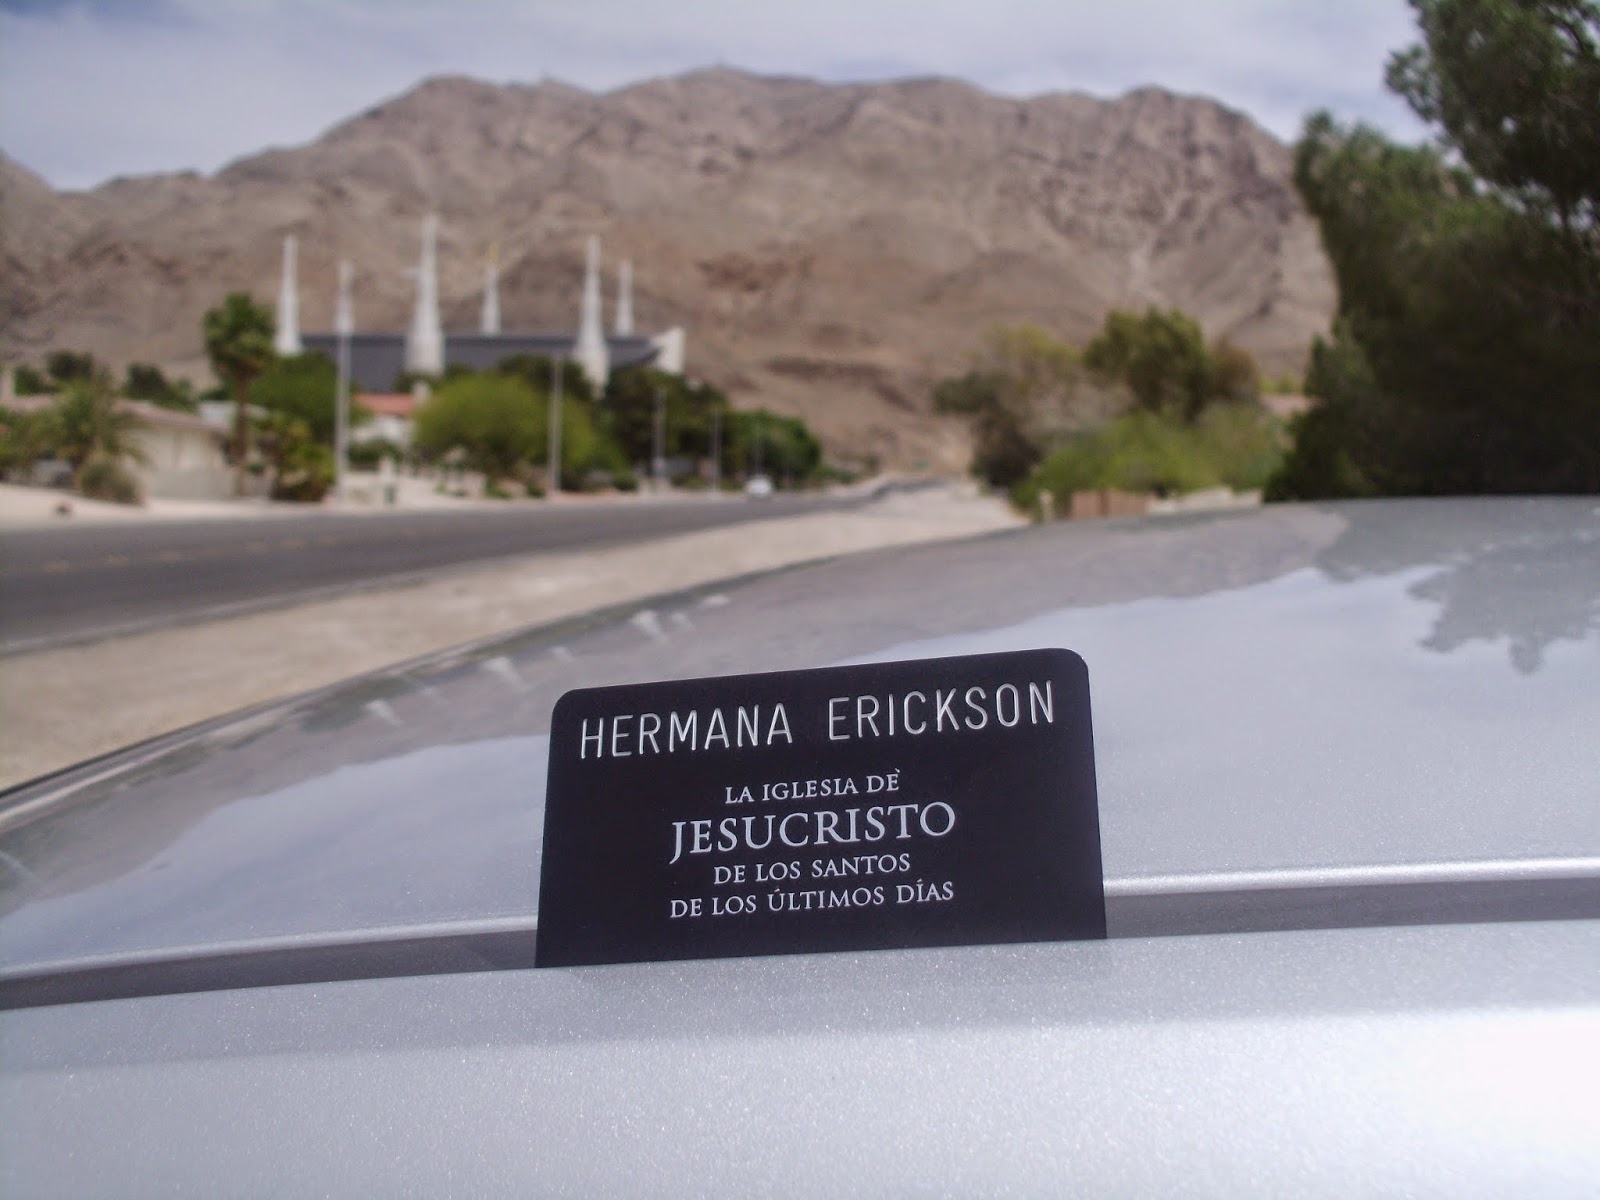 HERMANA ERICKSON
LA IGLESIA DE
JESUCRISTO
DE LOS SANTOS
DE LOS ÚLTIMOS DÍAS